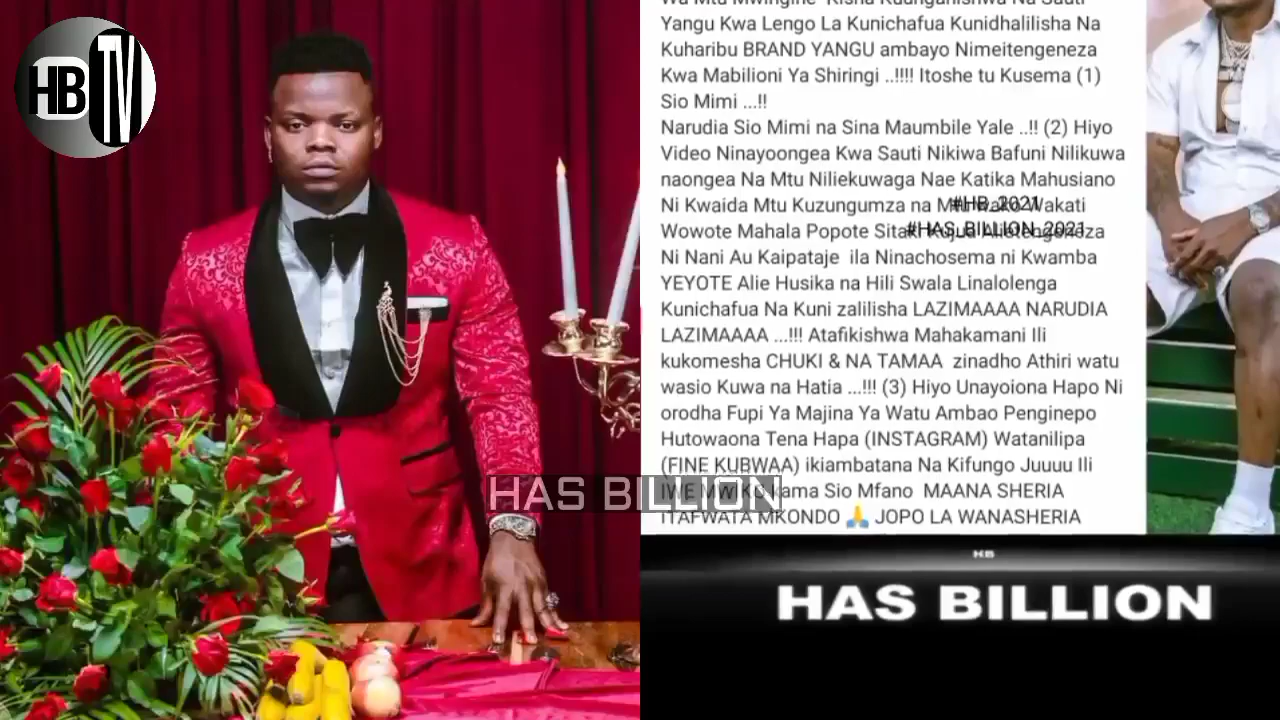 HB TV
Wa Mtu Mwingine Kisha Kuunganishwa Na Sauti
Yangu Kwa Lengo La Kunichafua Kunidhalilisha Na
Kuharibu BRAND YANGU ambayo Nimeitengeneza
Kwa Mabilioni Ya Shiringi ..!!!! Itoshe tu Kusema (1)
Sio Mimi ...!!
Narudia Sio Mimi na Sina Maumbile Yale ..!! (2) Hiyo
Video Ninayoongea Kwa Sauti Nikiwa Bafuni Nilikuwa
naongea Na Mtu Niliekuwaga Nae Katika Mahusiano
Ni Kwaida Mtu Kuzungumza na Mtu Wakati
#HB_2021
Wowote Mahala Popote
#HAS_BILLION_2021
Ni Nani Au Kaipataje ila Ninachosema ni Kwamba
YEYOTE Alie Husika na Hili Swala Linalolenga
Kunichafua Na Kuni zalilisha LAZIMAAAA NARUDIA
LAZIMAAAA ...!!! Atafikishwa Mahakamani Ili
kukomesha CHUKI & NA TAMAA zinadho Athiri watu
wasio Kuwa na Hatia ...!!! (3) Hiyo Unayoiona Hapo Ni
orodha Fupi Ya Majina Ya Watu Ambao Penginepo
Hutowaona Tena Hapa (INSTAGRAM) Watanilipa
(FINE KUBWAA) ikiambatana Na Kifungo Juuuu Ili
IWE MWIKO kama Sio Mfano MAANA SHERIA
HAS BILLION
ITAFWATA MKONDO 🙏 JOPO LA WANASHERIA
HB
HAS BILLION